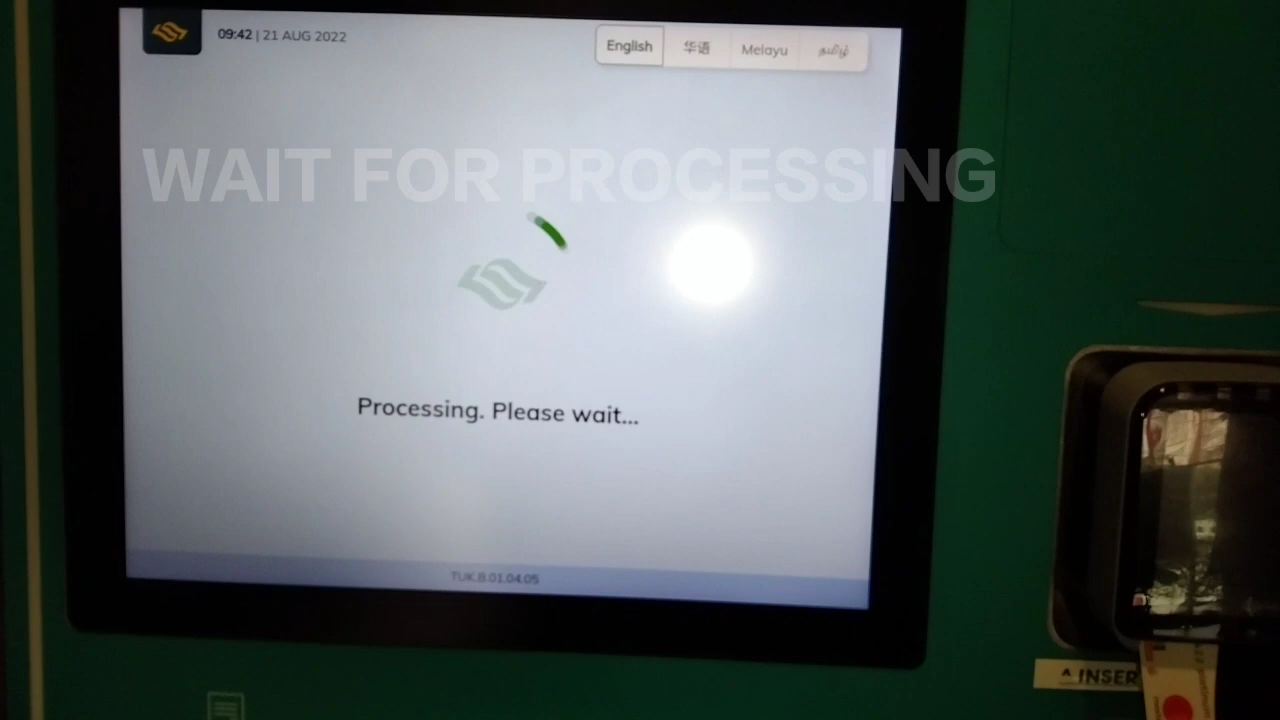 09:42 | 21 AUG 2022
English 华语 Melayu தமிழ்
WAIT FOR PROCESSING
Processing. Please wait...
TUK.B.01.04.05
^ INSER